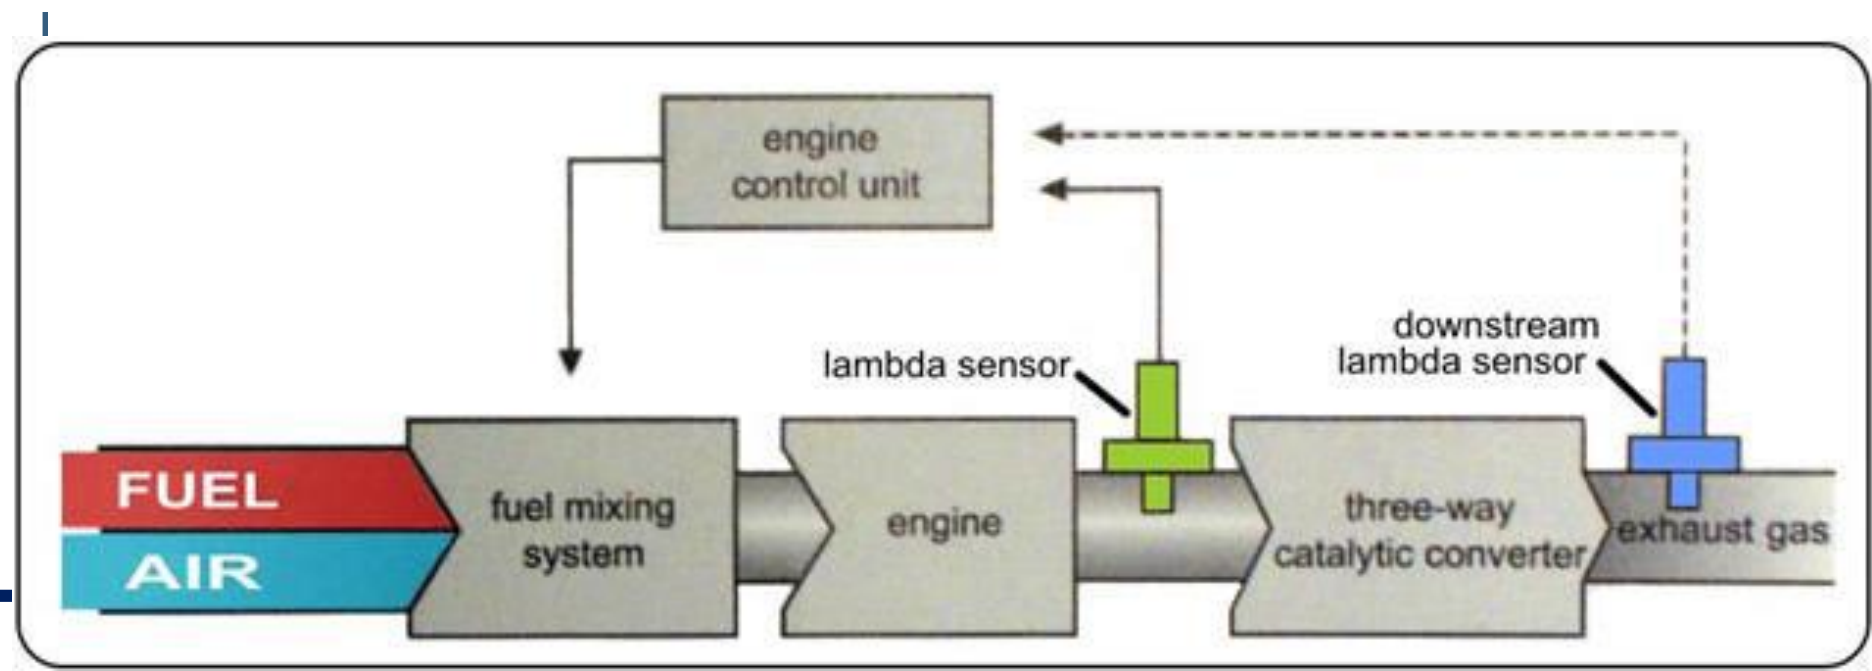 engine
control unit
downstream
lambda sensor
lambda sensor
FUEL
AIR
fuel mixing
system
engine
three-way
catalytic converter
exhaust gas